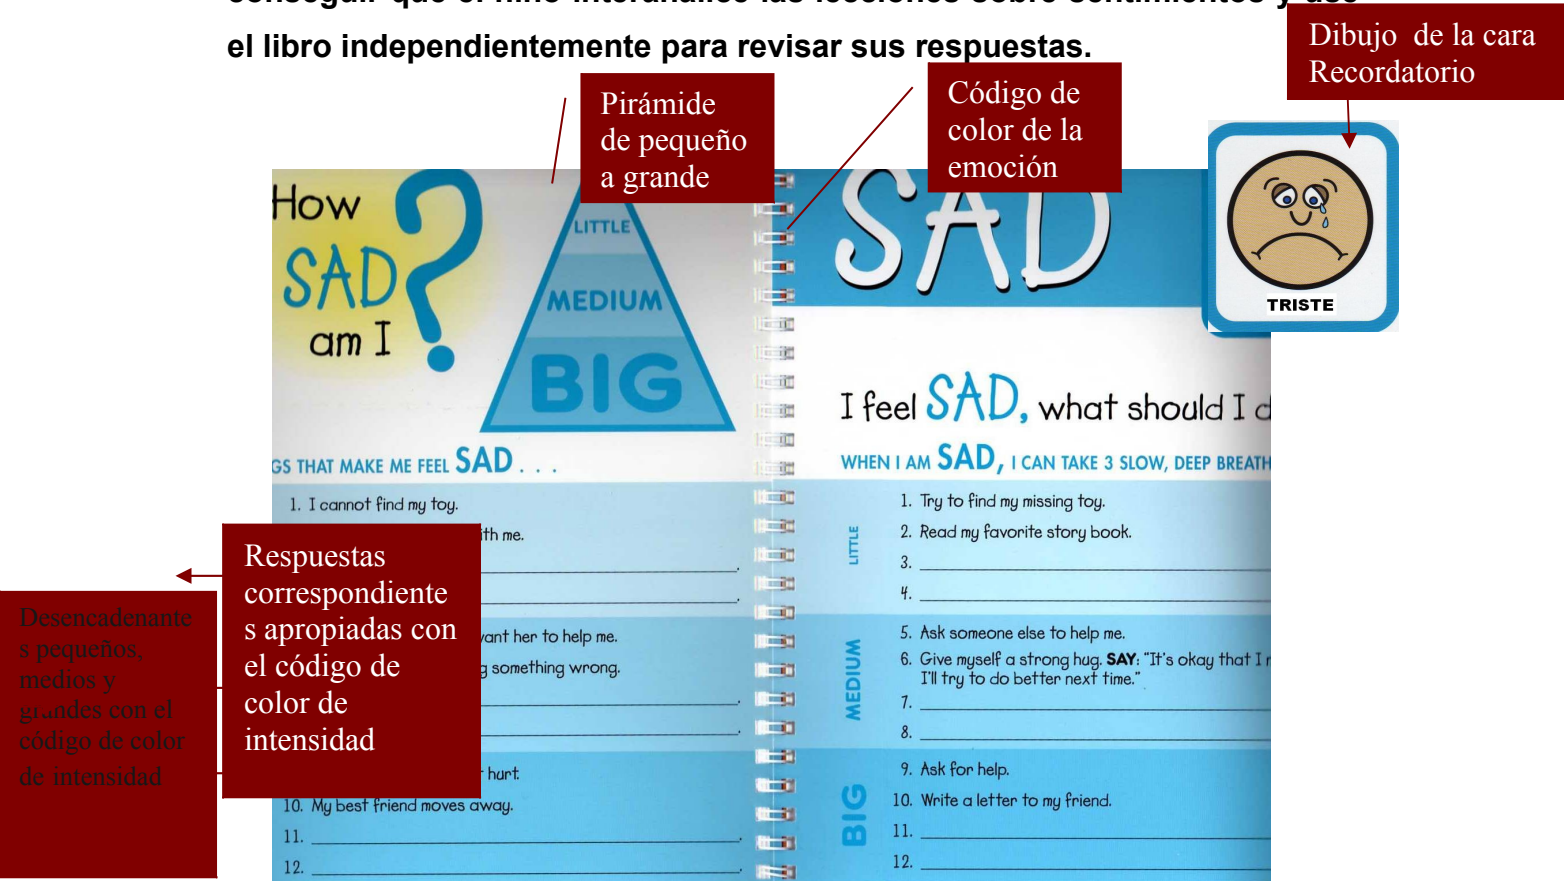 el libro independientemente para revisar sus respuestas.
Dibujo de la cara
Recordatorio
Pirámide
de pequeño
a grande
Código de
color de la
emoción
How
SAD
am I
?
LITTLE
MEDIUM
BIG
GS THAT MAKE ME FEEL SAD . . .
1. I cannot find my toy.
ith me.
ant her to help me.
g something wrong.
hurt.
10. My best friend moves away.
11.
12.
Respuestas
correspondiente
s apropiadas con
el código de
color de
intensidad
Desencadenante
s pequeños,
medios y
grandes con el
código de color
de intensidad
SAD
TRISTE
I feel SAD, what should I d
WHEN I AM SAD, I CAN TAKE 3 SLOW, DEEP BREATH
LITTLE
1. Try to find my missing toy.
2. Read my favorite story book.
3.
4.
MEDIUM
5. Ask someone else to help me.
6. Give myself a strong hug. SAY: "It's okay that I
I'll try to do better next time."
7.
8.
BIG
9. Ask for help.
10. Write a letter to my friend.
11.
12.